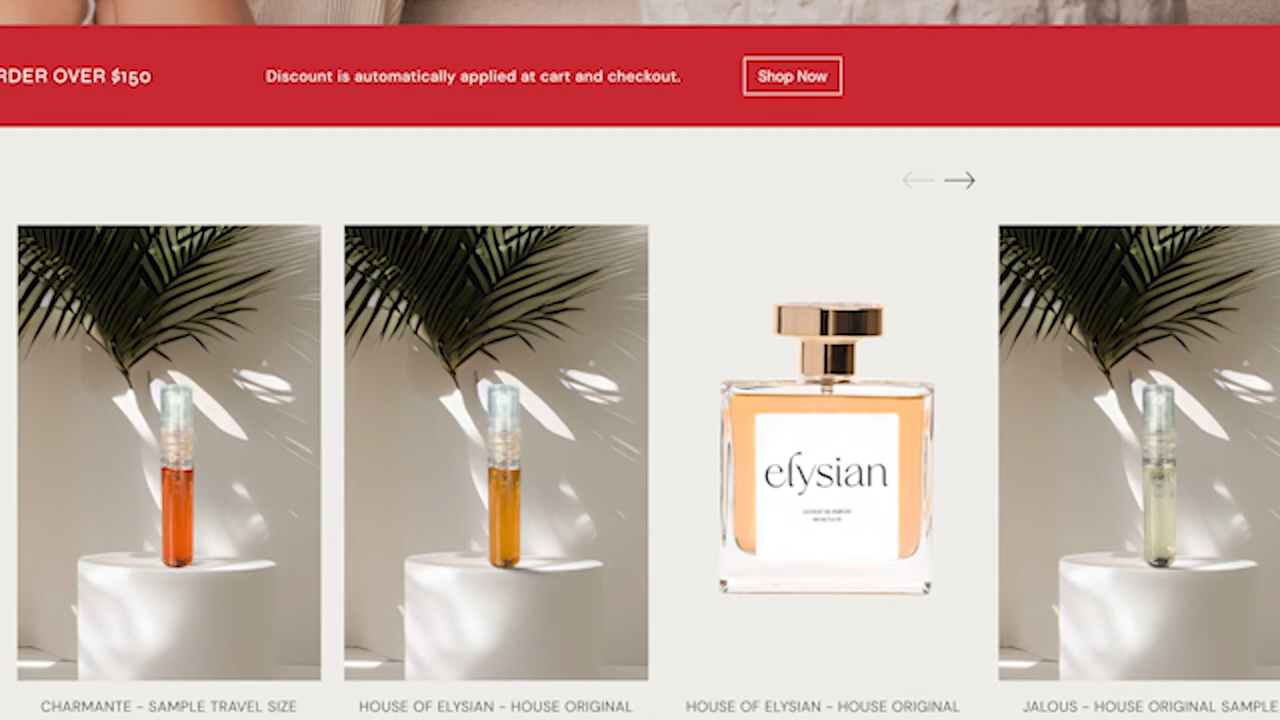 RDER OVER $150
Discount is automatically applied at cart and checkout.
Shop Now
elysian
CHARMANTE - SAMPLE TRAVEL SIZE
HOUSE OF ELYSIAN - HOUSE ORIGINAL
HOUSE OF ELYSIAN - HOUSE ORIGINAL
JALOUS - HOUSE ORIGINAL SAMPLE